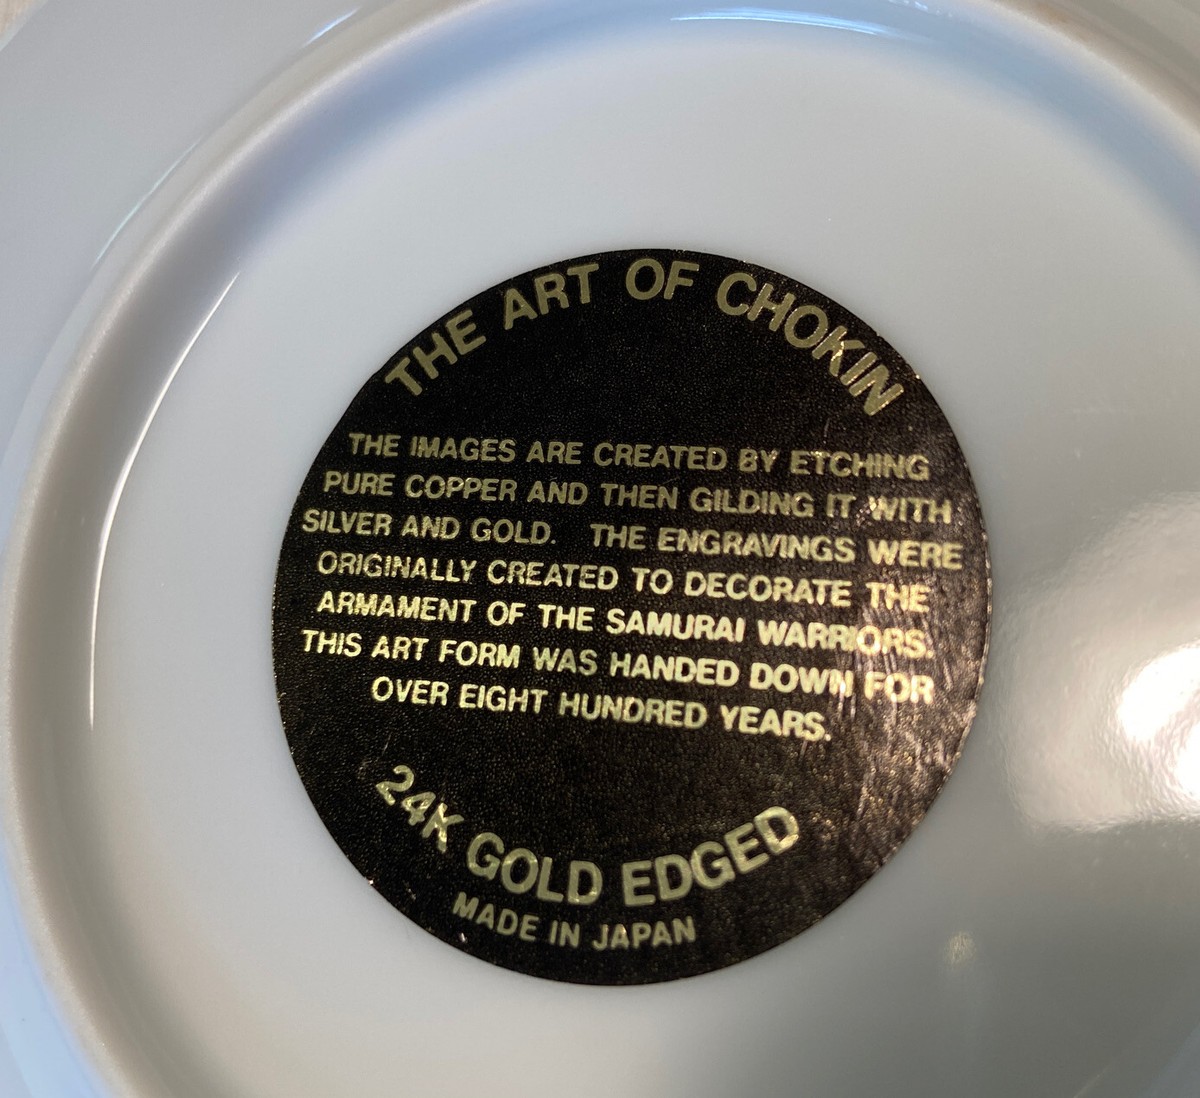 THE ART OF CHOKIN
THE IMAGES ARE CREATED BY ETCHING
PURE COPPER AND THEN GILDING IT WITH
SILVER AND GOLD. THE ENGRAVINGS WERE
ORIGINALLY CREATED TO DECORATE THE
ARMAMENT OF THE SAMURAI WARRIORS.
THIS ART FORM WAS HANDED DOWN FOR
OVER EIGHT HUNDRED YEARS.
24K GOLD EDGED
MADE IN JAPAN